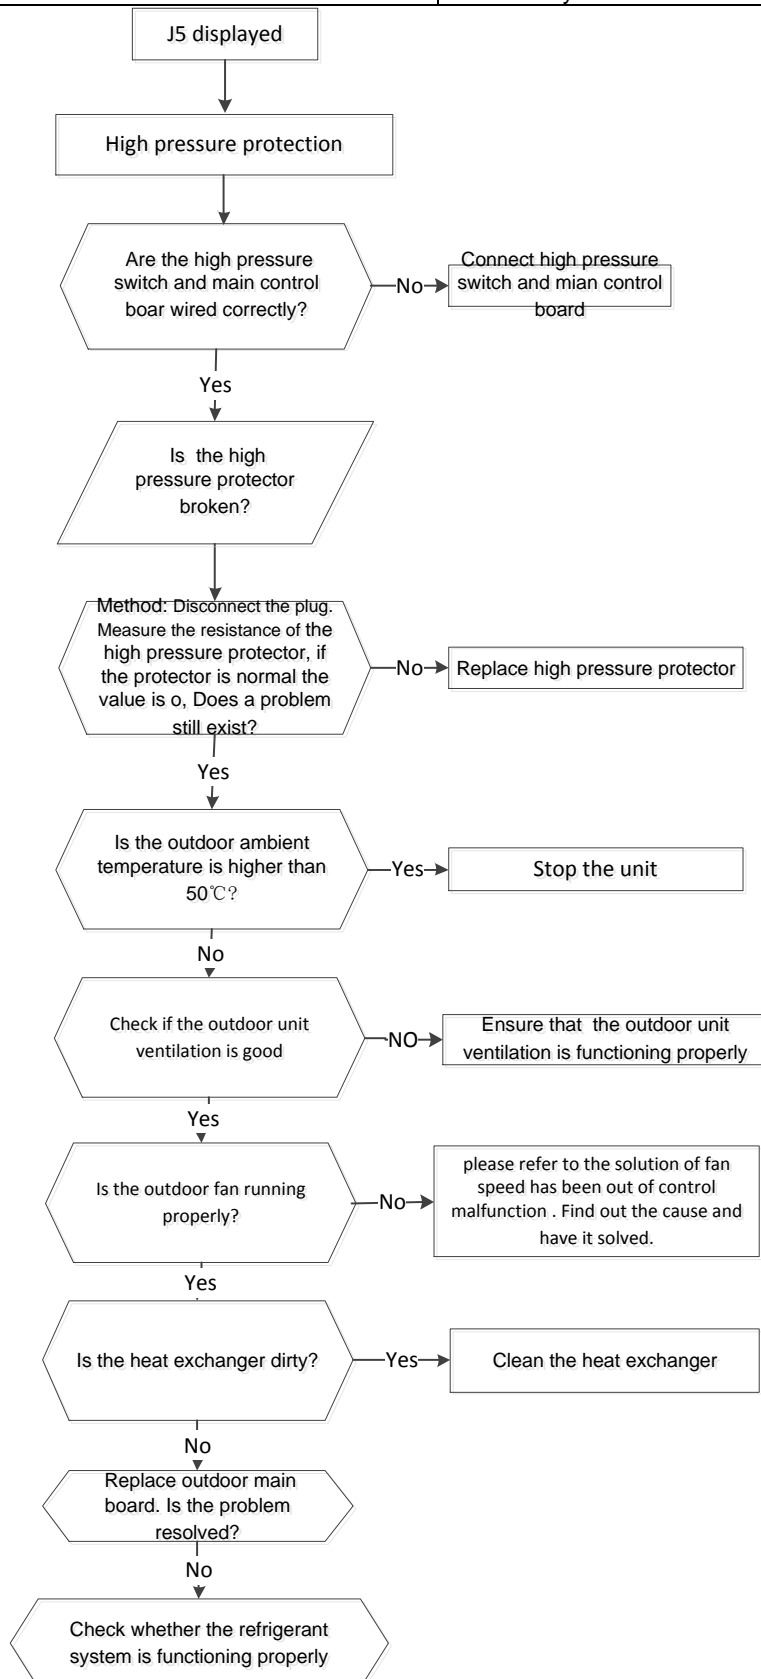 J5 displayed
High pressure protection
Are the high pressure
switch and main control
boar wired correctly?
No
Connect high pressure
switch and mian control
board
Yes
Is the high
pressure protector
broken?
Method: Disconnect the plug.
Measure the resistance of the
high pressure protector, if
the protector is normal the
value is o, Does a problem
still exist?
No
Replace high pressure protector
Yes
Is the outdoor ambient
temperature is higher than
50℃?
Yes
Stop the unit
No
Check if the outdoor unit
ventilation is good
NO
Ensure that the outdoor unit
ventilation is functioning properly
Yes
Is the outdoor fan running
properly?
No
please refer to the solution of fan
speed has been out of control
malfunction . Find out the cause and
have it solved.
Yes
Is the heat exchanger dirty?
Yes
Clean the heat exchanger
No
Replace outdoor main
board. Is the problem
resolved?
No
Check whether the refrigerant
system is functioning properly